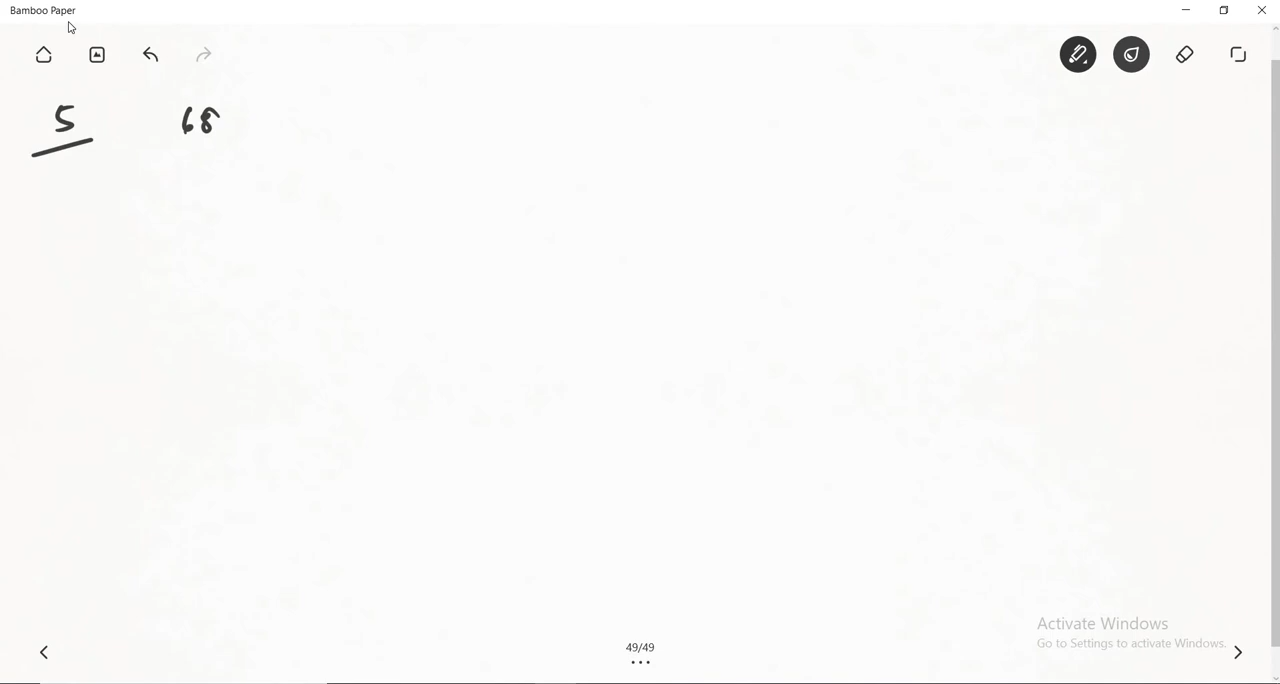 Bamboo Paper
5 68
49/49
Activate Windows
Go to Settings to activate Windows.